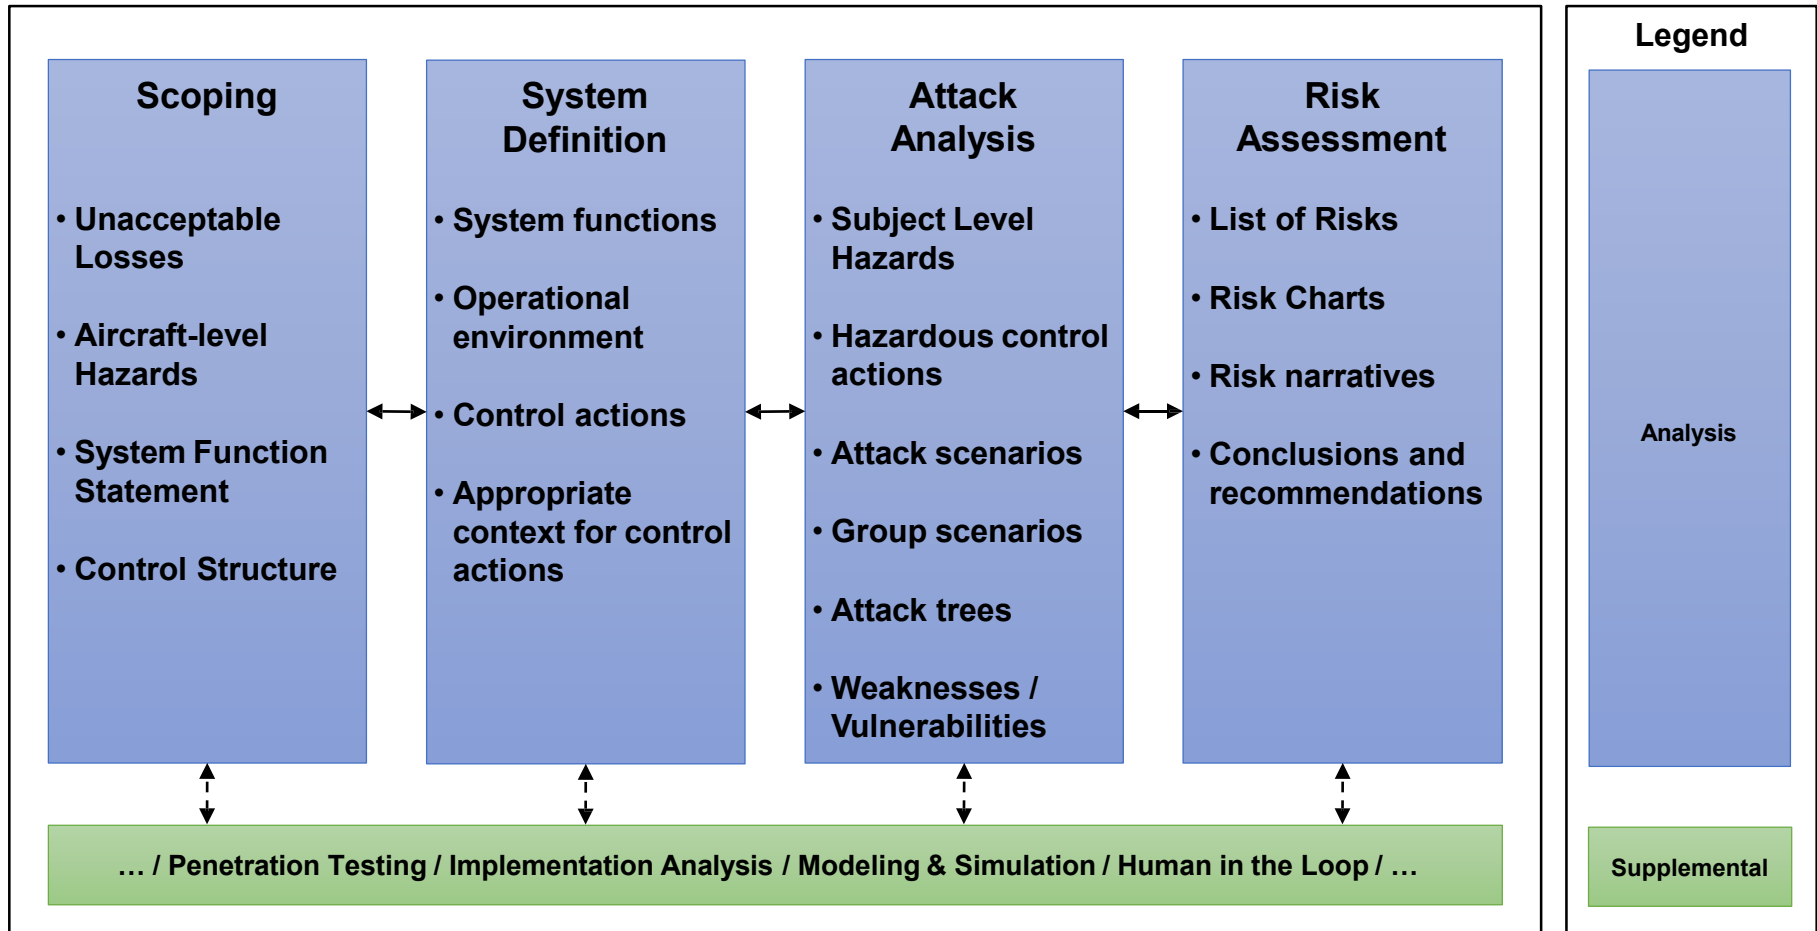 Scoping
• Unacceptable
Losses
• Aircraft-level
Hazards
• System Function
Statement
• Control Structure
System
Definition
• System functions
• Operational
environment
• Control actions
• Appropriate
context for control
actions
Attack
Analysis
• Subject Level
Hazards
• Hazardous control
actions
• Attack scenarios
• Group scenarios
• Attack trees
• Weaknesses /
Vulnerabilities
Risk
Assessment
• List of Risks
• Risk Charts
• Risk narratives
• Conclusions and
recommendations
… / Penetration Testing / Implementation Analysis / Modeling & Simulation / Human in the Loop / …
Legend
Analysis
Supplemental